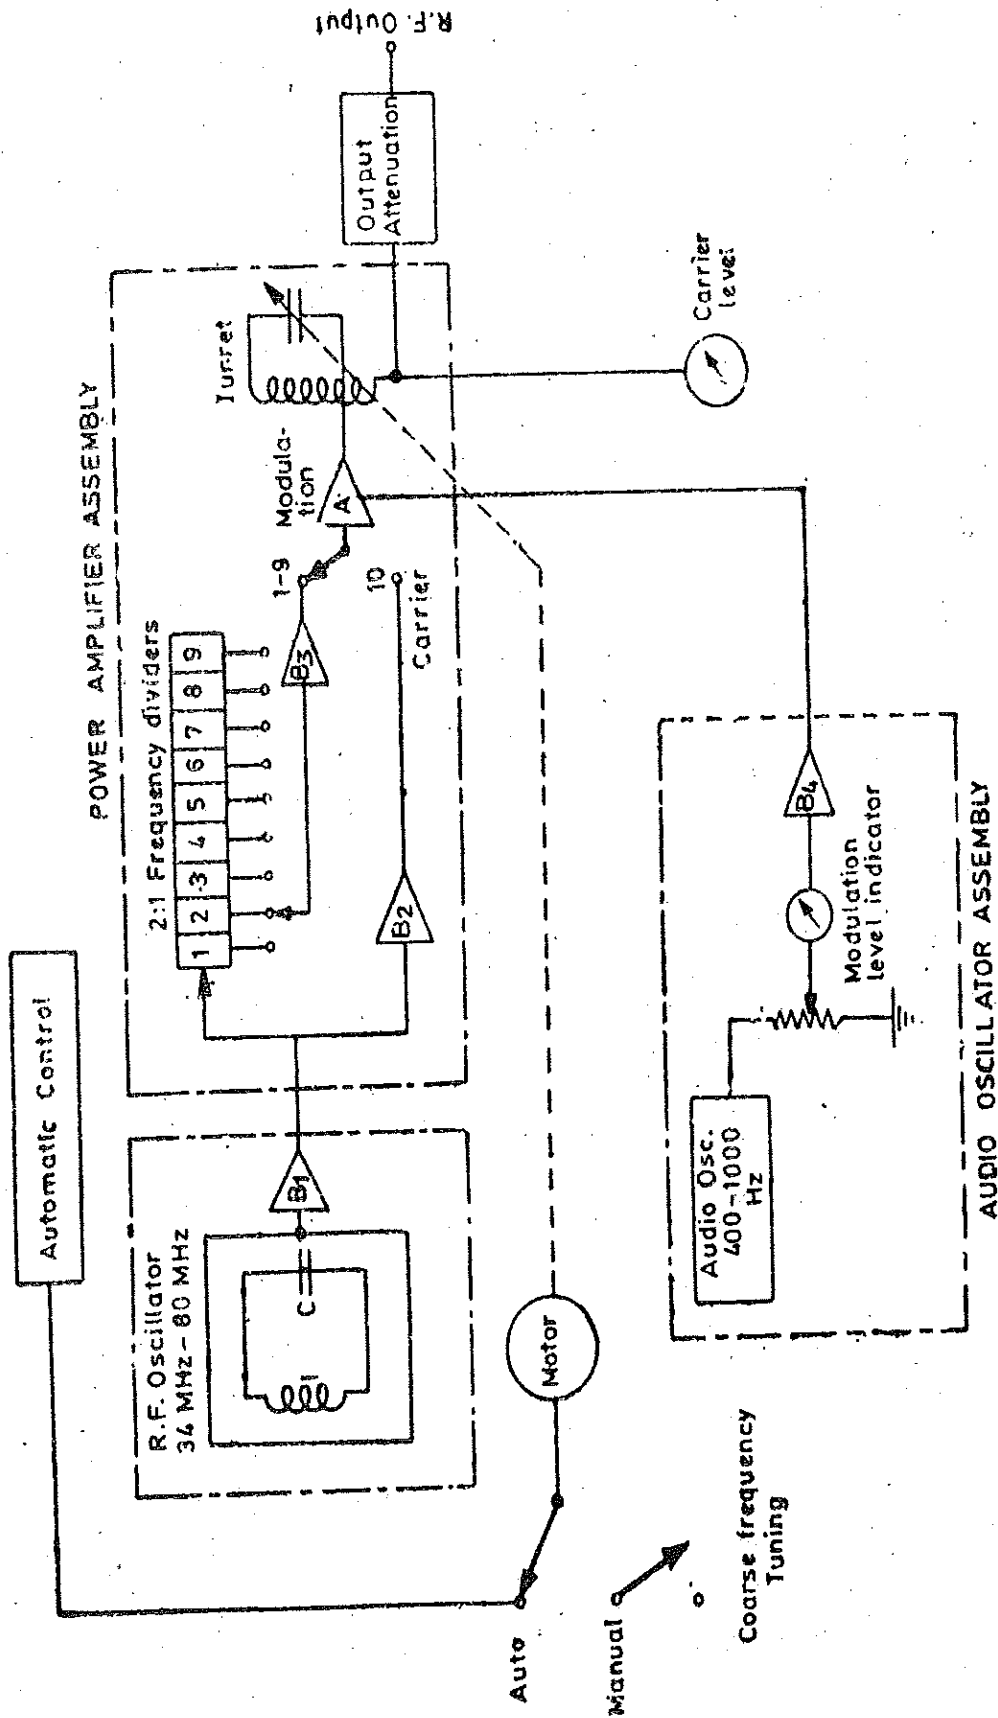 Automatic Control
POWER AMPLIFIER ASSEMBLY
R.F. Oscillator
34 MHz-80 MHz
L
C
B1
2:1 Frequency dividers
1 2 3 4 5 6 7 8 9
B3
1-9
B2
10
Carrier
Modula-
tion
A
Turret
Output
Attenuation
R.F. Output
Auto
Manual
Motor
Coarse frequency
Tuning
Carrier
level
Audio Osc.
400-1000
Hz
Modulation
level indicator
B4
AUDIO OSCILLATOR ASSEMBLY